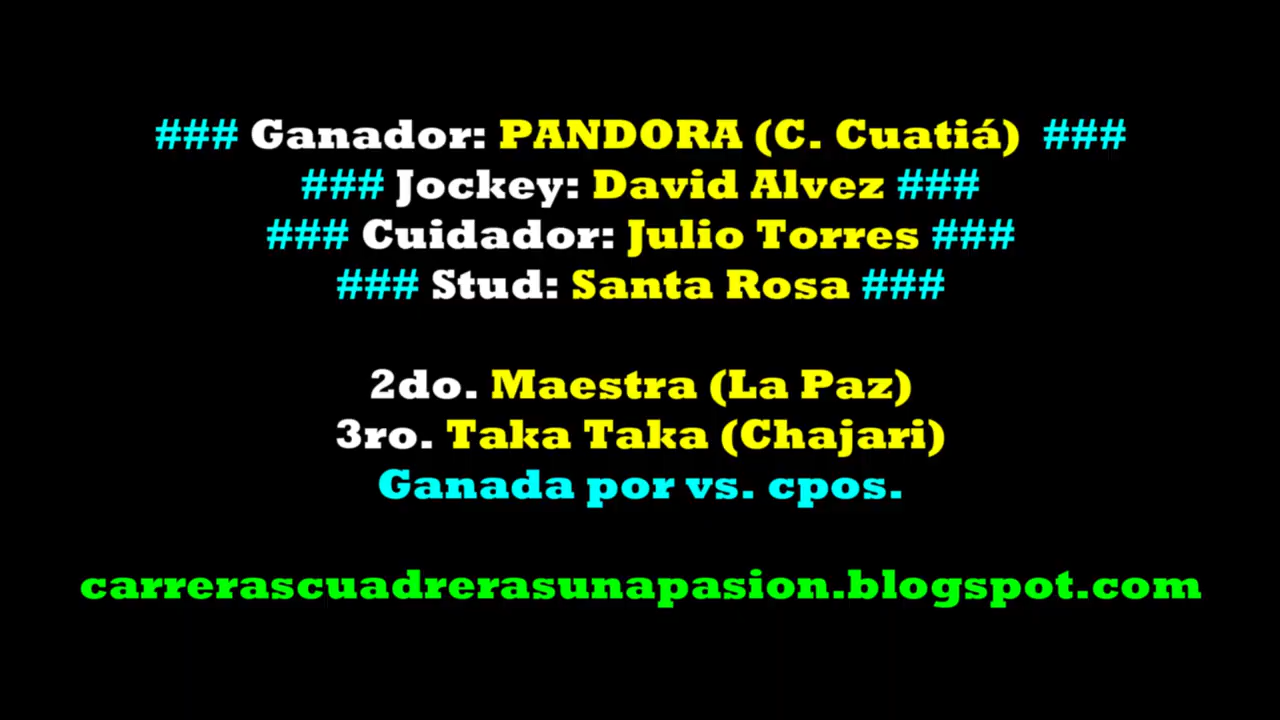 ### Ganador: PANDORA (C. Cuatiá) ###
### Jockey: David Alvez ###
### Cuidador: Julio Torres ###
### Stud: Santa Rosa ###
2do. Maestra (La Paz)
3ro. Taka Taka (Chajari)
Ganada por vs. cpos.
carrerascuadrerasunapasion.blogspot.com